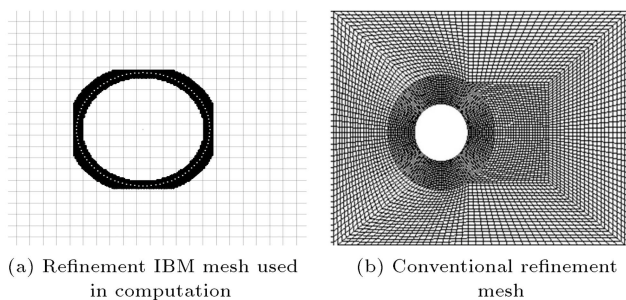 (a) Refinement IBM mesh used
in computation
(b) Conventional refinement
mesh